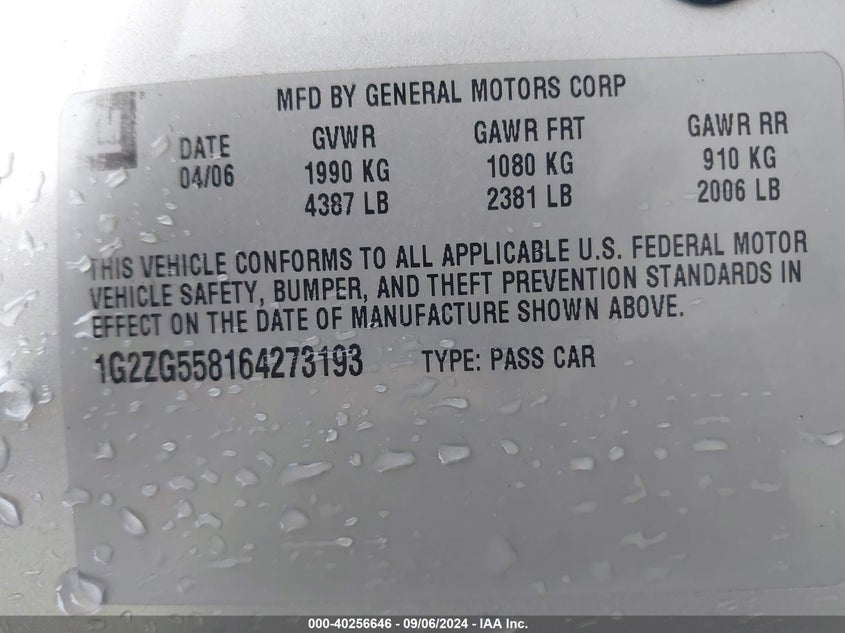 MFD BY GENERAL MOTORS CORP
DATE GVWR GAWR FRT GAWR RR
04/06 1990 KG 1080 KG 910 KG
4387 LB 2381 LB 2006 LB
THIS VEHICLE CONFORMS TO ALL APPLICABLE U.S. FEDERAL MOTOR
VEHICLE SAFETY, BUMPER, AND THEFT PREVENTION STANDARDS IN
EFFECT ON THE DATE OF MANUFACTURE SHOWN ABOVE.
1G2ZG558164273193 TYPE: PASS CAR
000-40256646 - 09/06/2024 - IAA Inc.